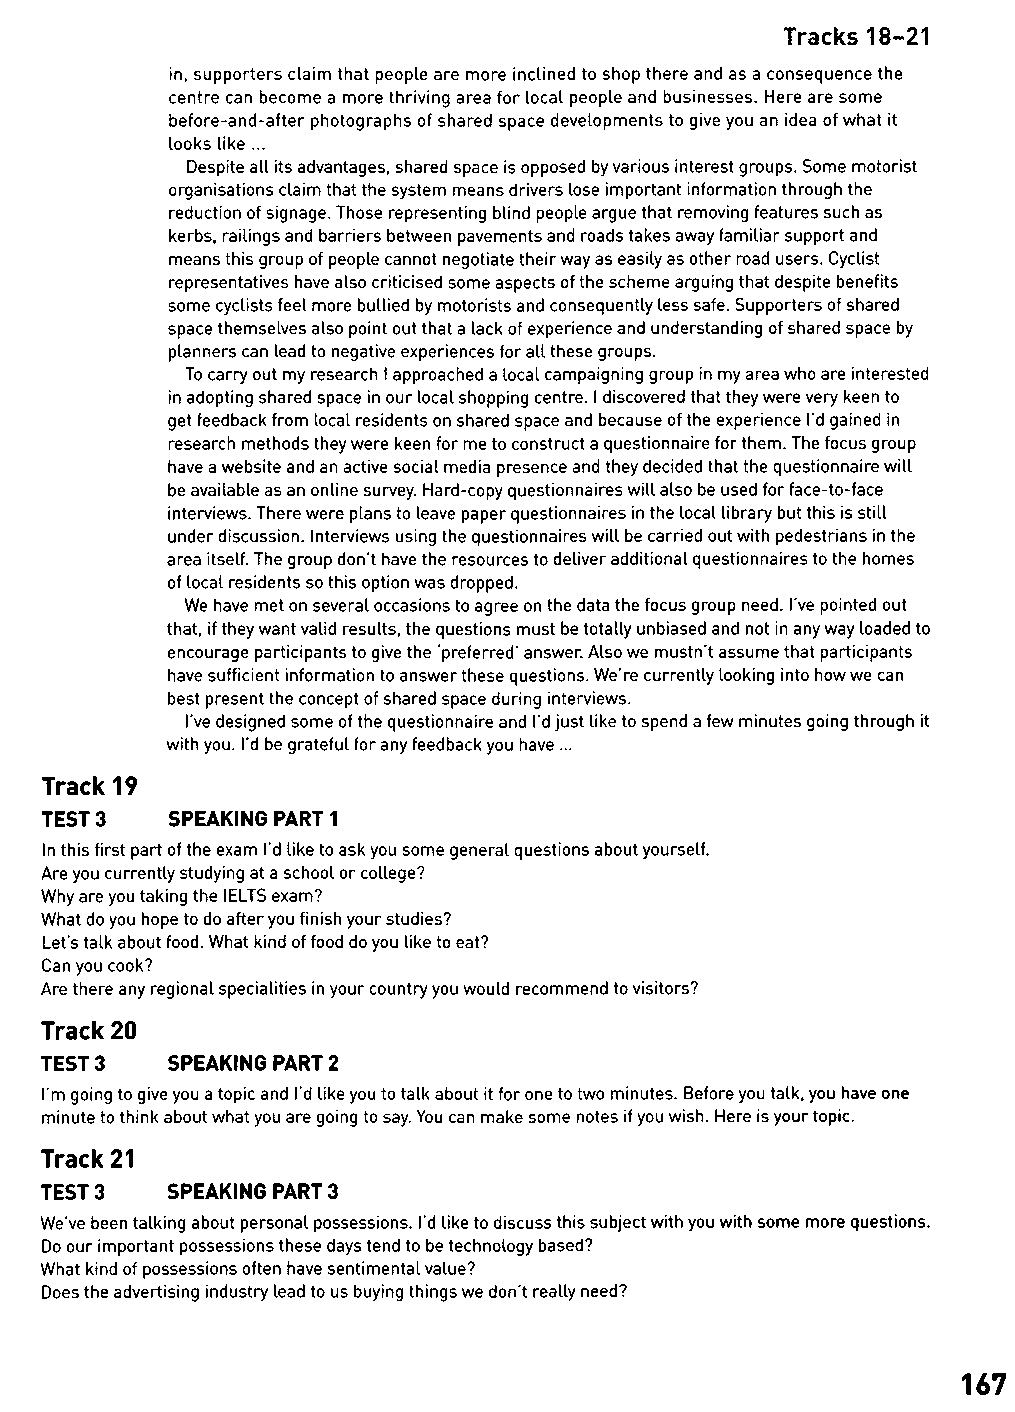 Tracks 18–21
in, supporters claim that people are more inclined to shop there and as a consequence the
centre can become a more thriving area for local people and businesses. Here are some
before-and-after photographs of shared space developments to give you an idea of what it
looks like ...
Despite all its advantages, shared space is opposed by various interest groups. Some motorist
organisations claim that the system means drivers lose important information through the
reduction of signage. Those representing blind people argue that removing features such as
kerbs, railings and barriers between pavements and roads takes away familiar support and
means this group of people cannot negotiate their way as easily as other road users. Cyclist
representatives have also criticised some aspects of the scheme arguing that despite benefits
some cyclists feel more bullied by motorists and consequently less safe. Supporters of shared
space themselves also point out that a lack of experience and understanding of shared space by
planners can lead to negative experiences for all these groups.
To carry out my research I approached a local campaigning group in my area who are interested
in adopting shared space in our local shopping centre. I discovered that they were very keen to
get feedback from local residents on shared space and because of the experience I'd gained in
research methods they were keen for me to construct a questionnaire for them. The focus group
have a website and an active social media presence and they decided that the questionnaire will
be available as an online survey. Hard-copy questionnaires will also be used for face-to-face
interviews. There were plans to leave paper questionnaires in the local library but this is still
under discussion. Interviews using the questionnaires will be carried out with pedestrians in the
area itself. The group don't have the resources to deliver additional questionnaires to the homes
of local residents so this option was dropped.
We have met on several occasions to agree on the data the focus group need. I've pointed out
that, if they want valid results, the questions must be totally unbiased and not in any way loaded to
encourage participants to give the 'preferred' answer. Also we mustn't assume that participants
have sufficient information to answer these questions. We're currently looking into how we can
best present the concept of shared space during interviews.
I've designed some of the questionnaire and I'd just like to spend a few minutes going through it
with you. I'd be grateful for any feedback you have ...
Track 19
TEST 3 SPEAKING PART 1
In this first part of the exam I'd like to ask you some general questions about yourself.
Are you currently studying at a school or college?
Why are you taking the IELTS exam?
What do you hope to do after you finish your studies?
Let's talk about food. What kind of food do you like to eat?
Can you cook?
Are there any regional specialities in your country you would recommend to visitors?
Track 20
TEST 3 SPEAKING PART 2
I'm going to give you a topic and I'd like you to talk about it for one to two minutes. Before you talk, you have one
minute to think about what you are going to say. You can make some notes if you wish. Here is your topic.
Track 21
TEST 3 SPEAKING PART 3
We've been talking about personal possessions. I'd like to discuss this subject with you with some more questions.
Do our important possessions these days tend to be technology based?
What kind of possessions often have sentimental value?
Does the advertising industry lead to us buying things we don't really need?
167